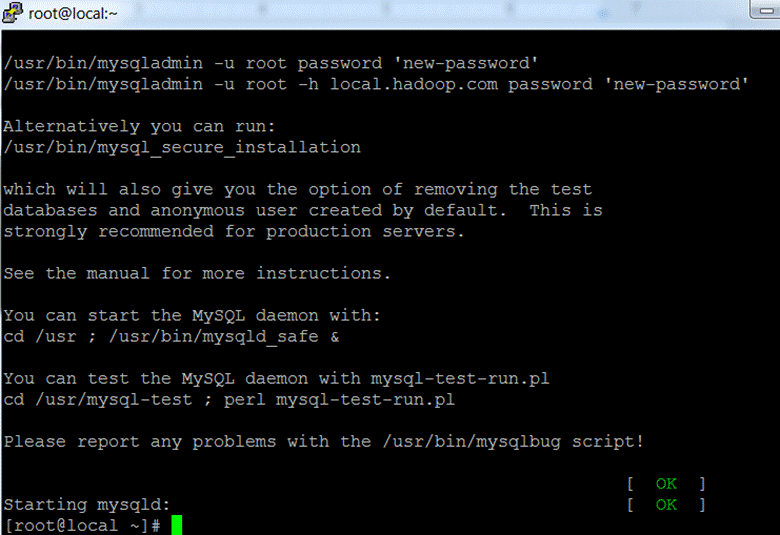 root@local:~
/usr/bin/mysqladmin -u root password 'new-password'
/usr/bin/mysqladmin -u root -h local.hadoop.com password 'new-password'
Alternatively you can run:
/usr/bin/mysql_secure_installation
which will also give you the option of removing the test
databases and anonymous user created by default.  This is
strongly recommended for production servers.
See the manual for more instructions.
You can start the MySQL daemon with:
cd /usr ; /usr/bin/mysqld_safe &
You can test the MySQL daemon with mysql-test-run.pl
cd /usr/mysql-test ; perl mysql-test-run.pl
Please report any problems with the /usr/bin/mysqlbug script!
[  OK  ]
Starting mysqld: [  OK  ]
[root@local ~]#